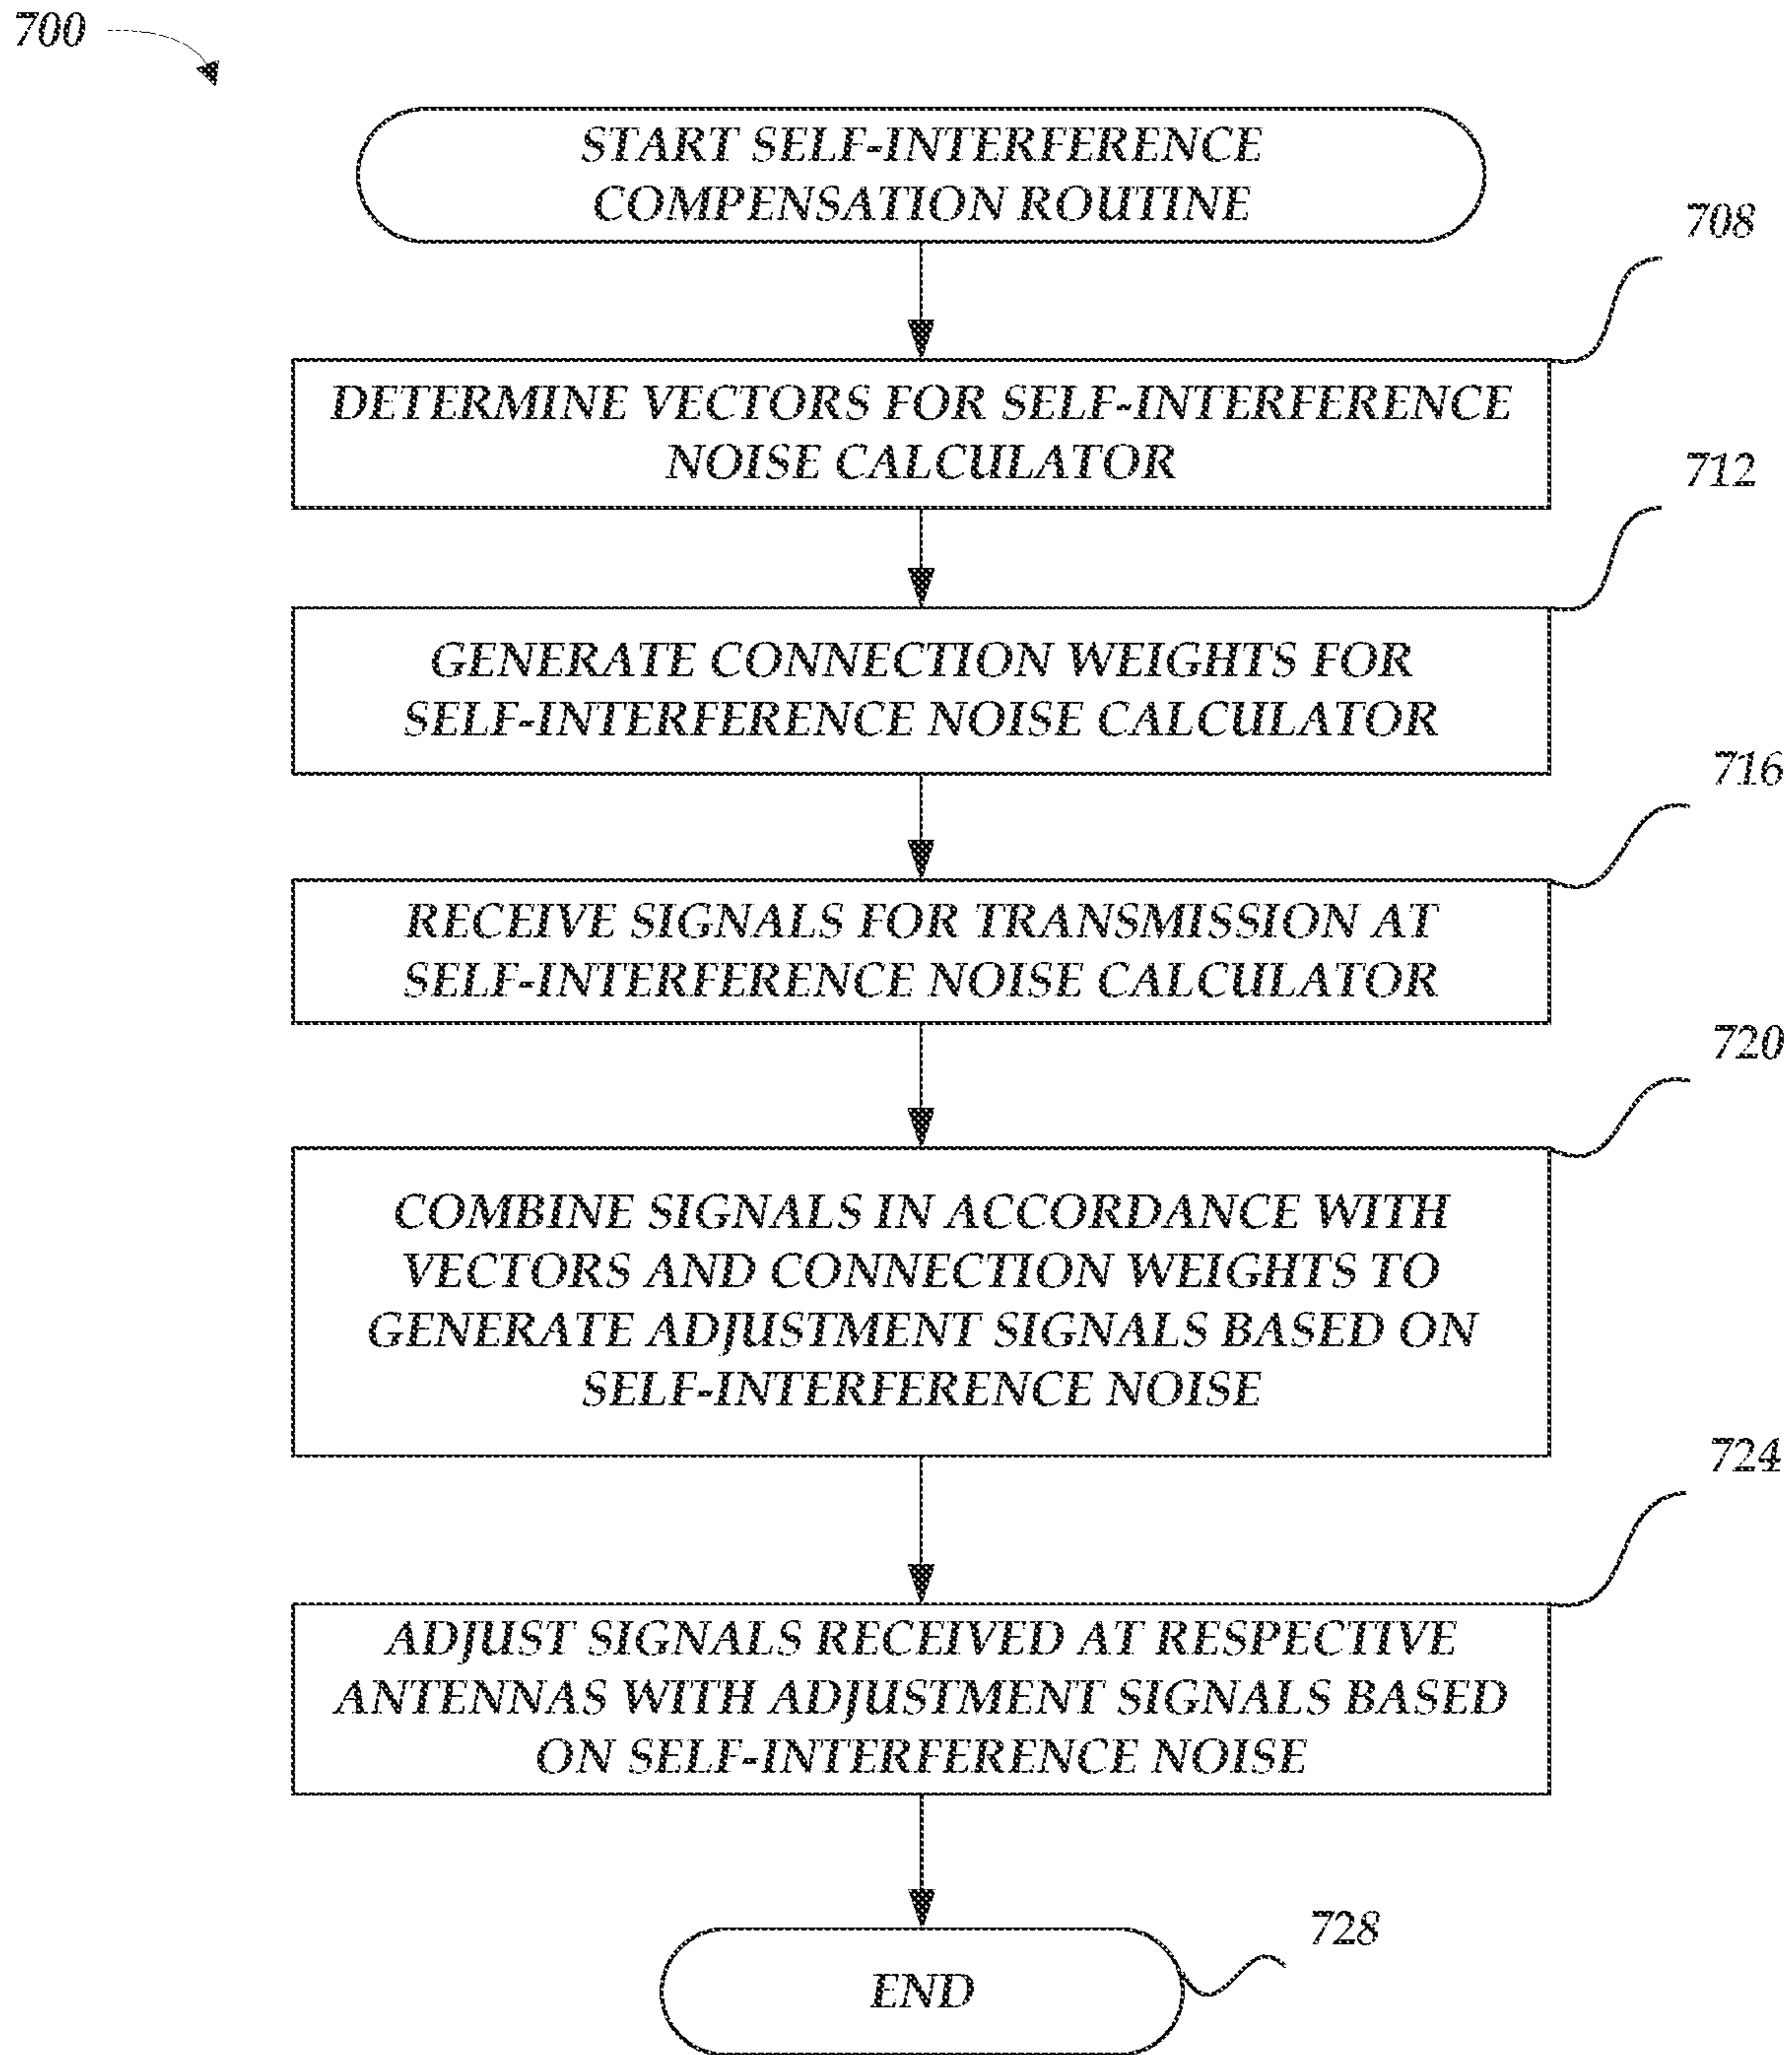 700
START SELF-INTERFERENCE
COMPENSATION ROUTINE
708
DETERMINE VECTORS FOR SELF-INTERFERENCE
NOISE CALCULATOR
712
GENERATE CONNECTION WEIGHTS FOR
SELF-INTERFERENCE NOISE CALCULATOR
716
RECEIVE SIGNALS FOR TRANSMISSION AT
SELF-INTERFERENCE NOISE CALCULATOR
720
COMBINE SIGNALS IN ACCORDANCE WITH
VECTORS AND CONNECTION WEIGHTS TO
GENERATE ADJUSTMENT SIGNALS BASED ON
SELF-INTERFERENCE NOISE
724
ADJUST SIGNALS RECEIVED AT RESPECTIVE
ANTENNAS WITH ADJUSTMENT SIGNALS BASED
ON SELF-INTERFERENCE NOISE
728
END